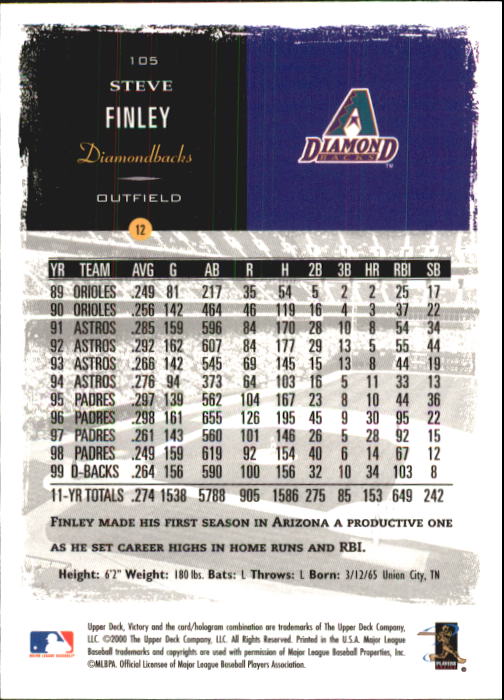 105
STEVE
FINLEY
Diamondbacks
OUTFIELD
12
DIAMOND
BACKS
TM
YR TEAM AVG G AB R H 2B 3B HR RBI SB
89 ORIOLES .249 81 217 35 54 5 2 2 25 17
90 ORIOLES .256 142 464 46 119 16 4 3 37 22
91 ASTROS .285 159 596 84 170 28 10 8 54 34
92 ASTROS .292 162 607 84 177 29 13 5 55 44
93 ASTROS .266 142 545 69 145 15 13 8 44 19
94 ASTROS .276 94 373 64 103 16 5 11 33 13
95 PADRES .297 139 562 104 167 23 8 10 44 36
96 PADRES .298 161 655 126 195 45 9 30 95 22
97 PADRES .261 143 560 101 146 26 5 28 92 15
98 PADRES .249 159 619 92 154 40 6 14 67 12
99 D-BACKS .264 156 590 100 156 32 10 34 103 8
11-YR TOTALS .274 1538 5788 905 1586 275 85 153 649 242
FINLEY MADE HIS FIRST SEASON IN ARIZONA A PRODUCTIVE ONE
AS HE SET CAREER HIGHS IN HOME RUNS AND RBI.
Height: 6'2" Weight: 180 lbs. Bats: L Throws: L Born: 3/12/65 Union City, TN
Upper Deck, Victory and the card/hologram combination are trademarks of The Upper Deck Company,
LLC. ©2000 The Upper Deck Company, LLC. All Rights Reserved. Printed in the U.S.A. Major League
Baseball trademarks and copyrights are used with permission of Major League Baseball Properties, Inc.
©MLBPA. Official Licensee of Major League Baseball Players Association.
MAJOR LEAGUE BASEBALL
PLAYERS